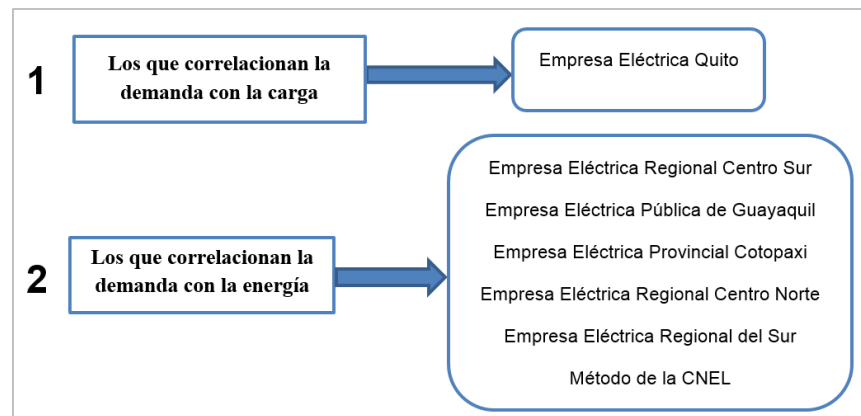 1
Los que correlacionan la
demanda con la carga
Empresa Eléctrica Quito
2
Los que correlacionan la
demanda con la energía
Empresa Eléctrica Regional Centro Sur
Empresa Eléctrica Pública de Guayaquil
Empresa Eléctrica Provincial Cotopaxi
Empresa Eléctrica Regional Centro Norte
Empresa Eléctrica Regional del Sur
Método de la CNEL